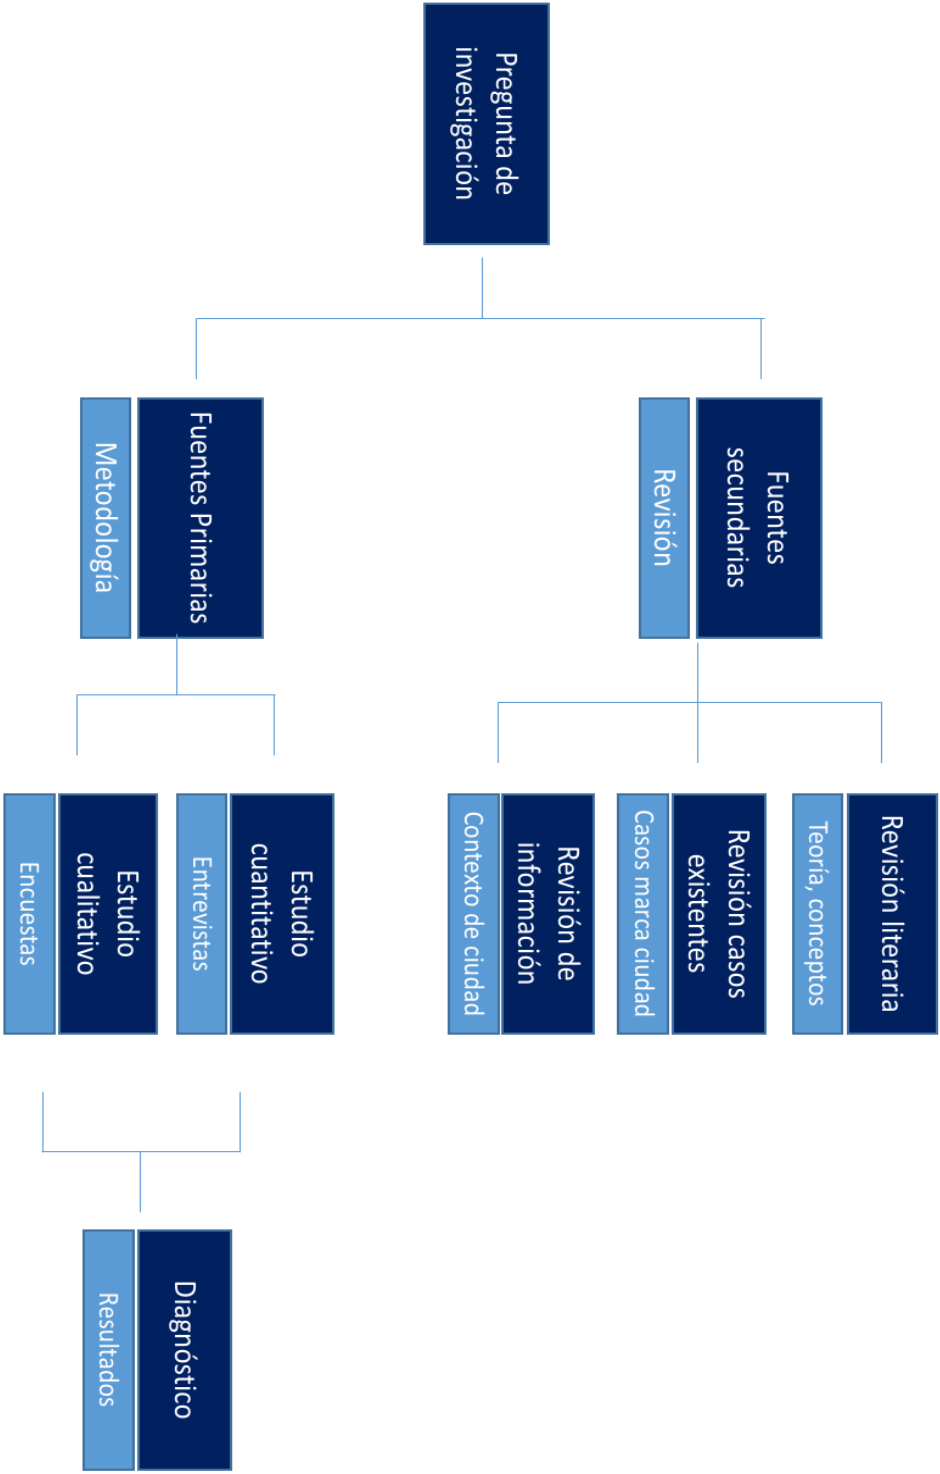 Pregunta de
investigación
Fuentes
secundarias
Revisión
Fuentes Primarias
Metodología
Revisión literaria
Teoría, conceptos
Revisión casos
existentes
Casos marca ciudad
Revisión de
información
Contexto de ciudad
Estudio
cuantitativo
Entrevistas
Estudio
cualitativo
Encuestas
Diagnóstico
Resultados